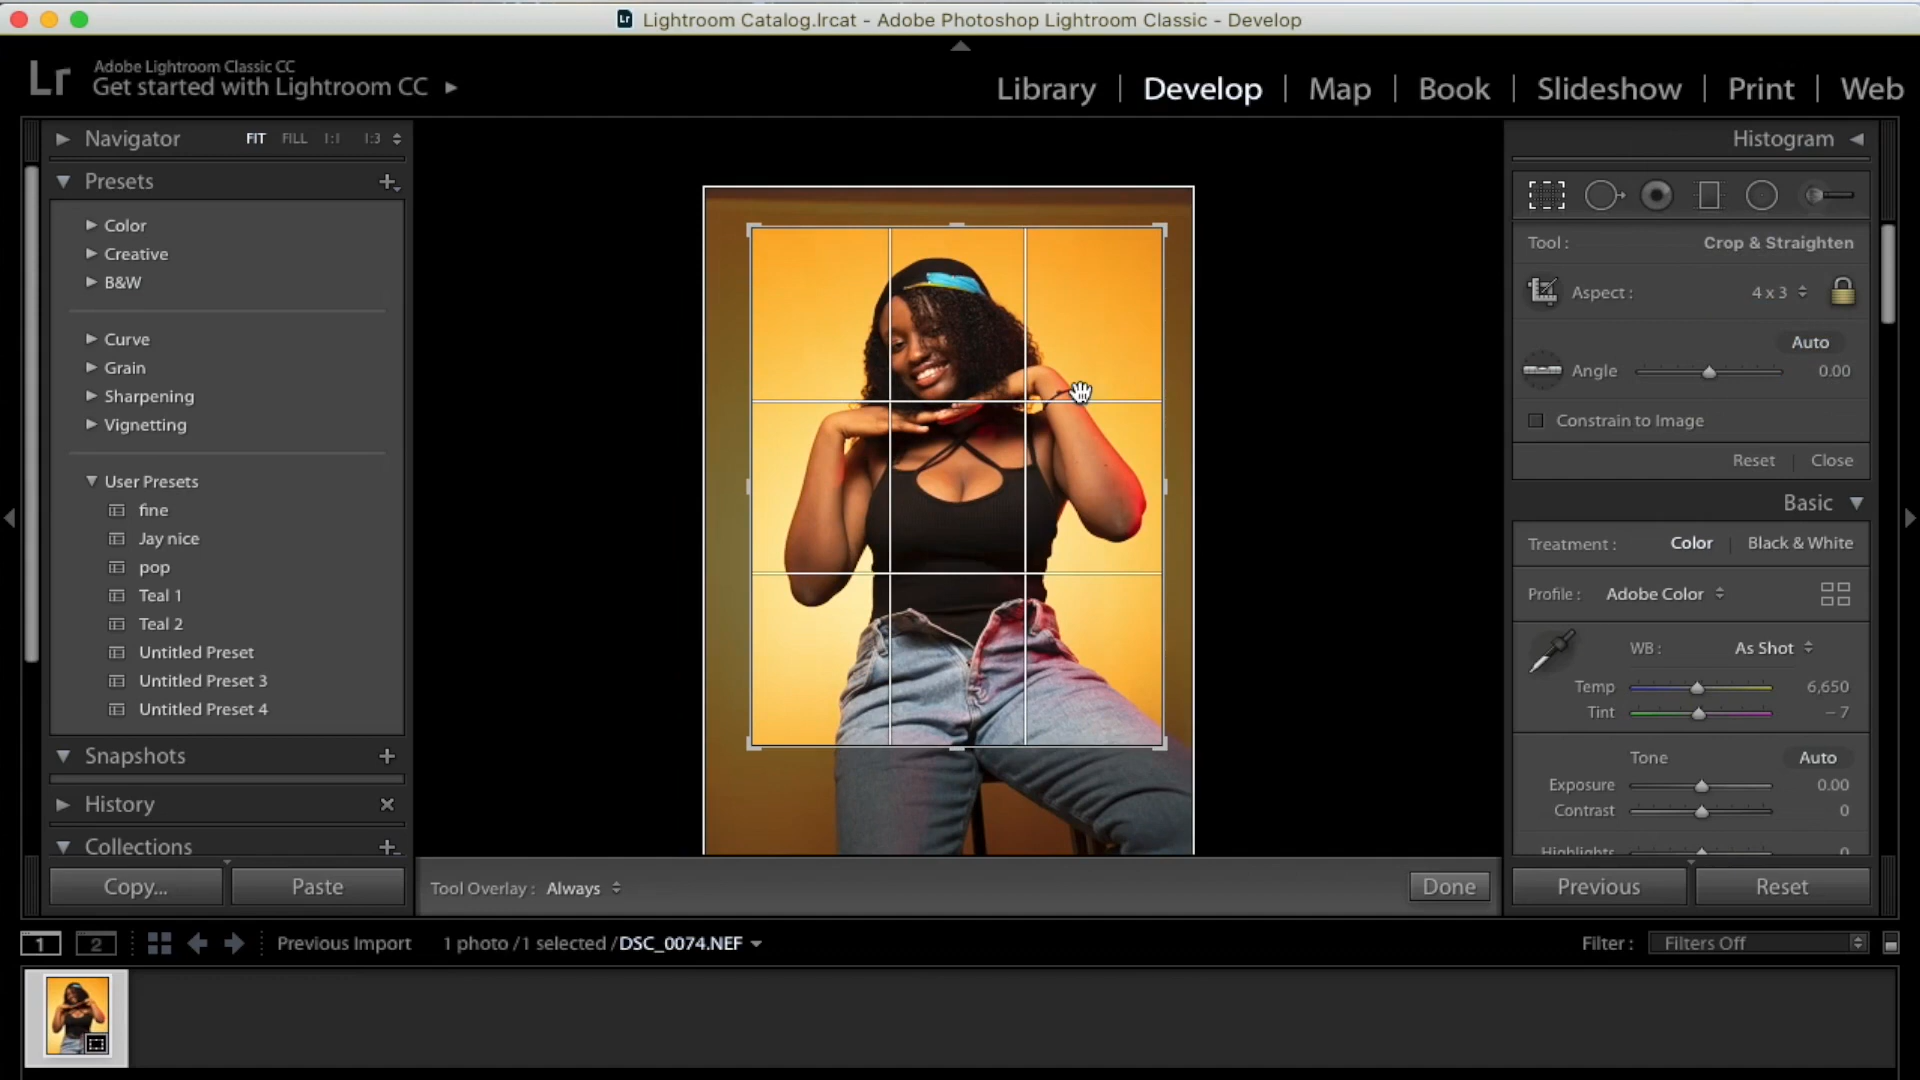 Lightroom Catalog.lrcat - Adobe Photoshop Lightroom Classic - Develop
Lr
Adobe Lightroom Classic CC
Get started with Lightroom CC
Library | Develop | Map | Book | Slideshow | Print | Web
Navigator FIT FILL 1:1 1:3
Presets
Color
Creative
B&W
Curve
Grain
Sharpening
Vignetting
User Presets
fine
Jay nice
pop
Teal 1
Teal 2
Untitled Preset
Untitled Preset 3
Untitled Preset 4
Snapshots
History
Collections
Copy... Paste
Tool Overlay : Always Done
Histogram
Tool : Crop & Straighten
Aspect : 4 x 3
Auto
Angle 0.00
Constrain to Image
Reset | Close
Basic
Treatment : Color | Black & White
Profile : Adobe Color
WB : As Shot
Temp 6,650
Tint – 7
Tone Auto
Exposure 0.00
Contrast 0
Highlights 0
Previous Reset
1 2 Previous Import 1 photo / 1 selected / DSC_0074.NEF Filter : Filters Off